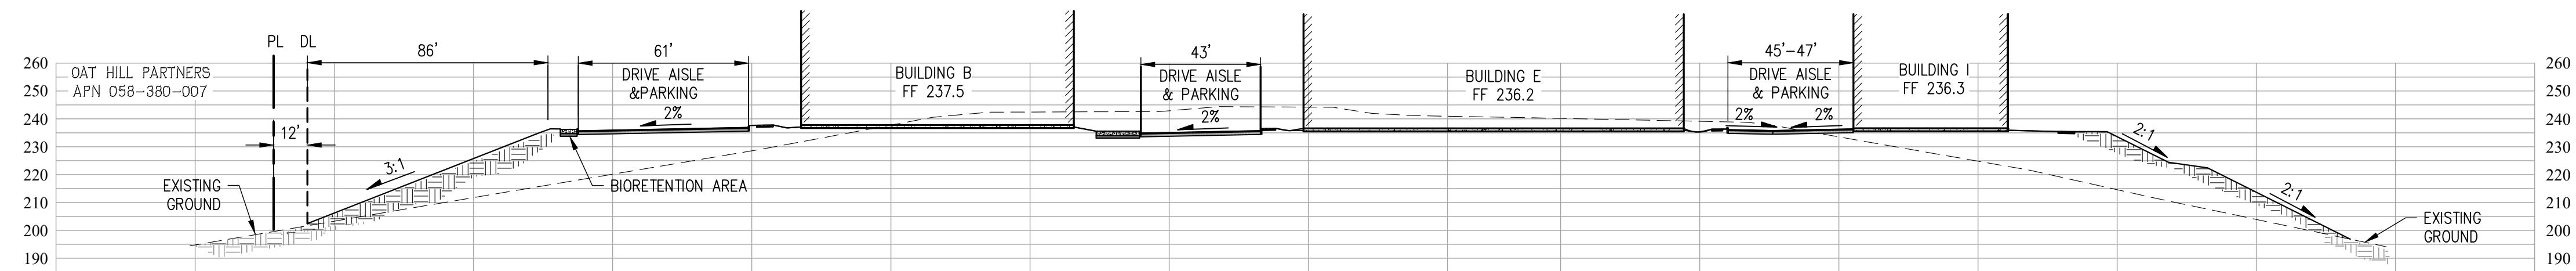 PL
DL
86'
61'
43'
45'-47'
260
250
240
230
220
210
200
190
OAT HILL PARTNERS
APN 058-380-007
12'
3:1
EXISTING
GROUND
BIORETENTION AREA
DRIVE AISLE
&PARKING
2%
BUILDING B
FF 237.5
DRIVE AISLE
& PARKING
2%
BUILDING E
FF 236.2
DRIVE AISLE
& PARKING
2%
2%
BUILDING I
FF 236.3
2:1
2:1
EXISTING
GROUND
260
250
240
230
220
210
200
190